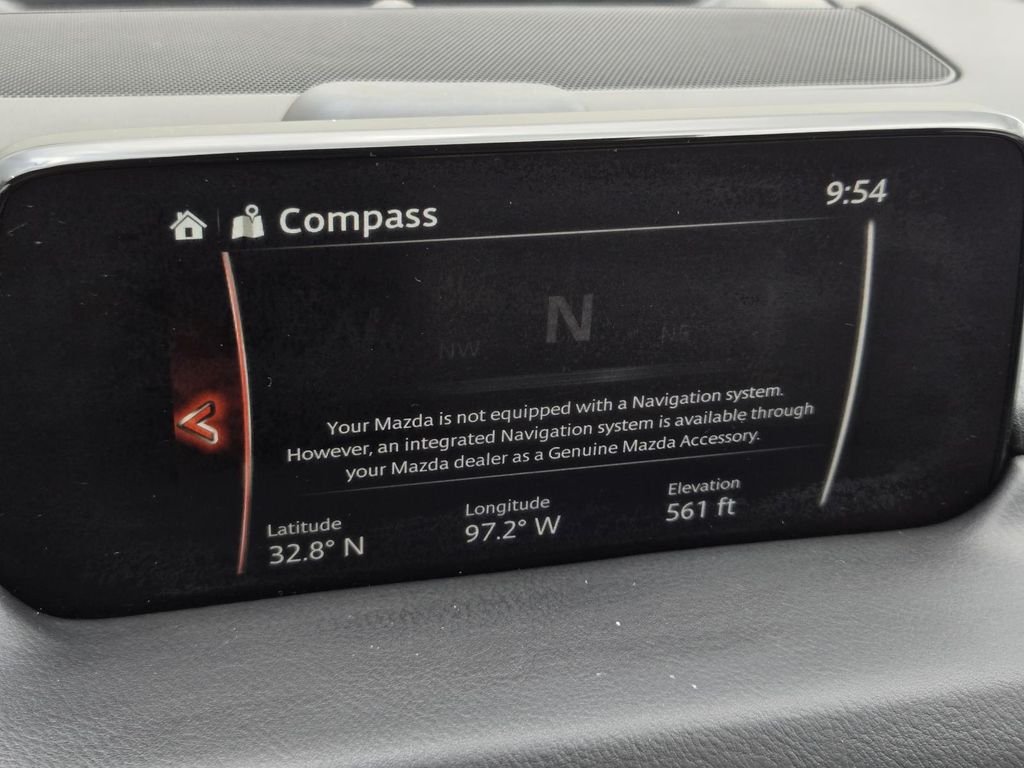 Compass
9:54
N
NW
NE
Your Mazda is not equipped with a Navigation system.
However, an integrated Navigation system is available through
your Mazda dealer as a Genuine Mazda Accessory.
Latitude
32.8° N
Longitude
97.2° W
Elevation
561 ft